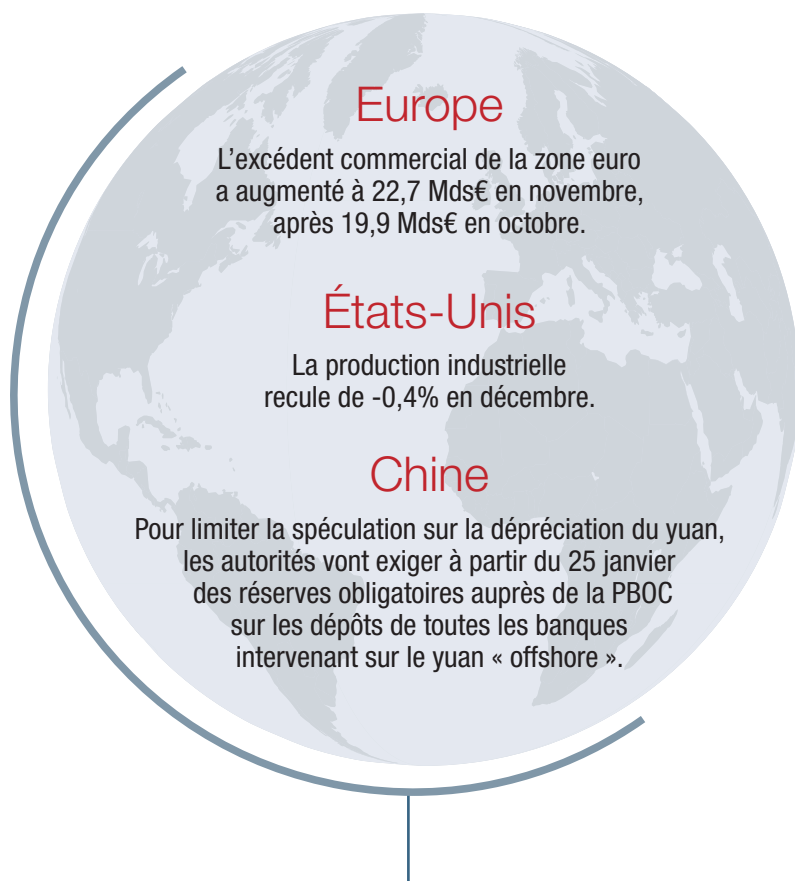 Europe
L’excédent commercial de la zone euro
a augmenté à 22,7 Mds€ en novembre,
après 19,9 Mds€ en octobre.
États-Unis
La production industrielle
recule de -0,4% en décembre.
Chine
Pour limiter la spéculation sur la dépréciation du yuan,
les autorités vont exiger à partir du 25 janvier
des réserves obligatoires auprès de la PBOC
sur les dépôts de toutes les banques
intervenant sur le yuan « offshore ».